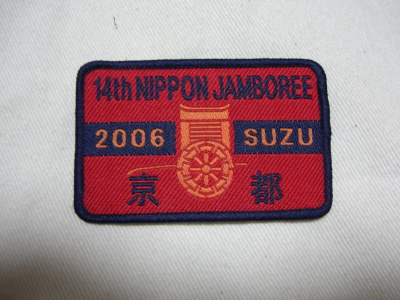 14th NIPPON JAMBOREE
2006 SUZU
京都